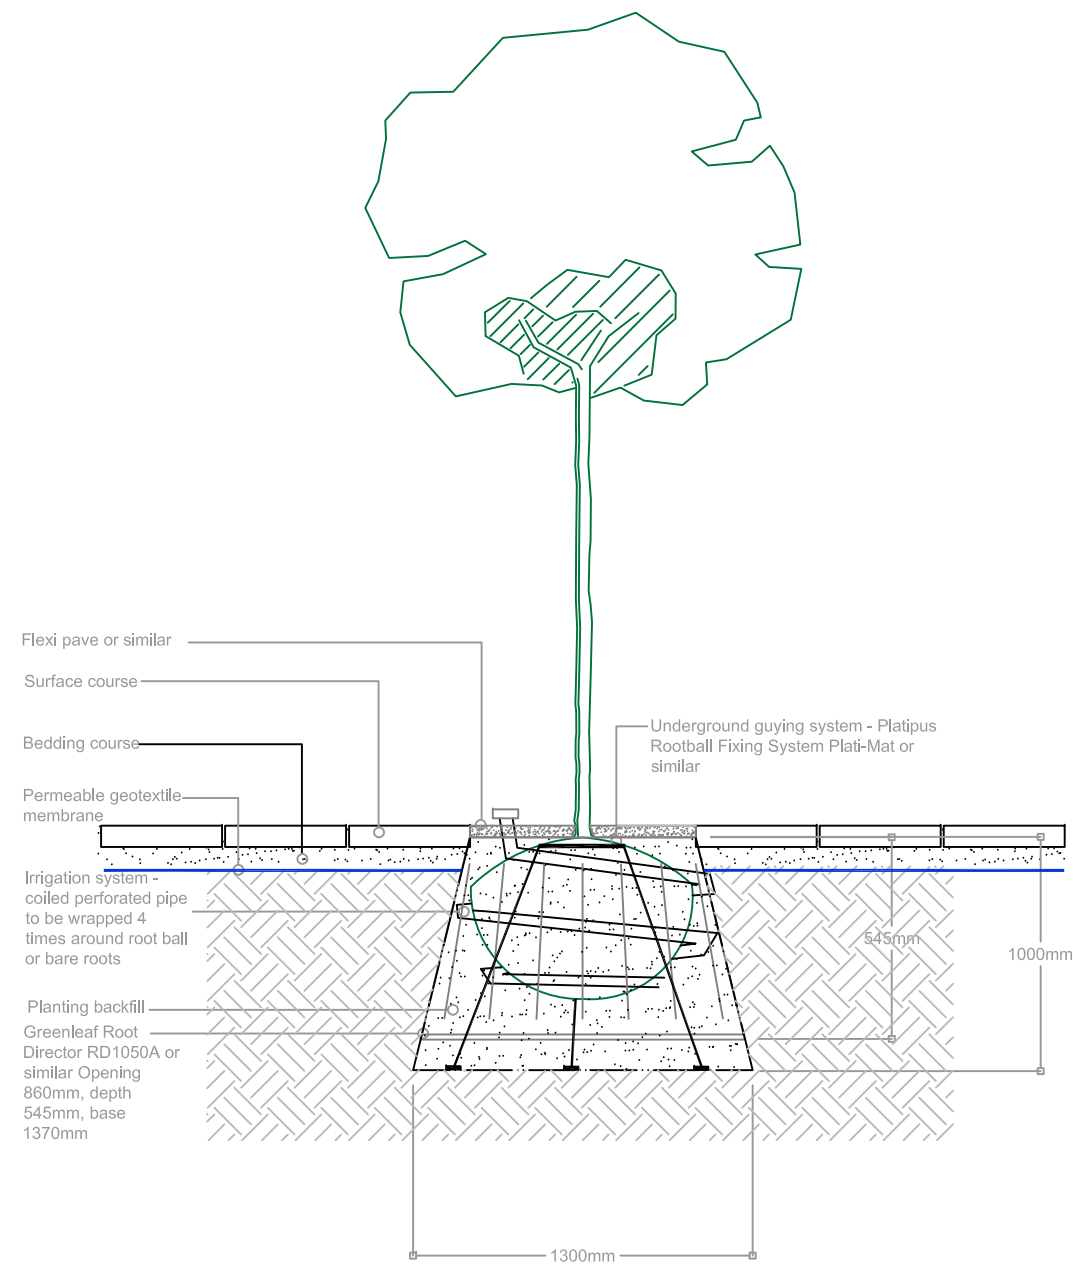 Flexi pave or similar
Surface course
Bedding course
Permeable geotextile
membrane
Irrigation system -
coiled perforated pipe
to be wrapped 4
times around root ball
or bare roots
Planting backfill
Greenleaf Root
Director RD1050A or
similar Opening
860mm, depth
545mm, base
1370mm
Underground guying system - Platipus
Rootball Fixing System Plati-Mat or
similar
545mm
1000mm
1300mm